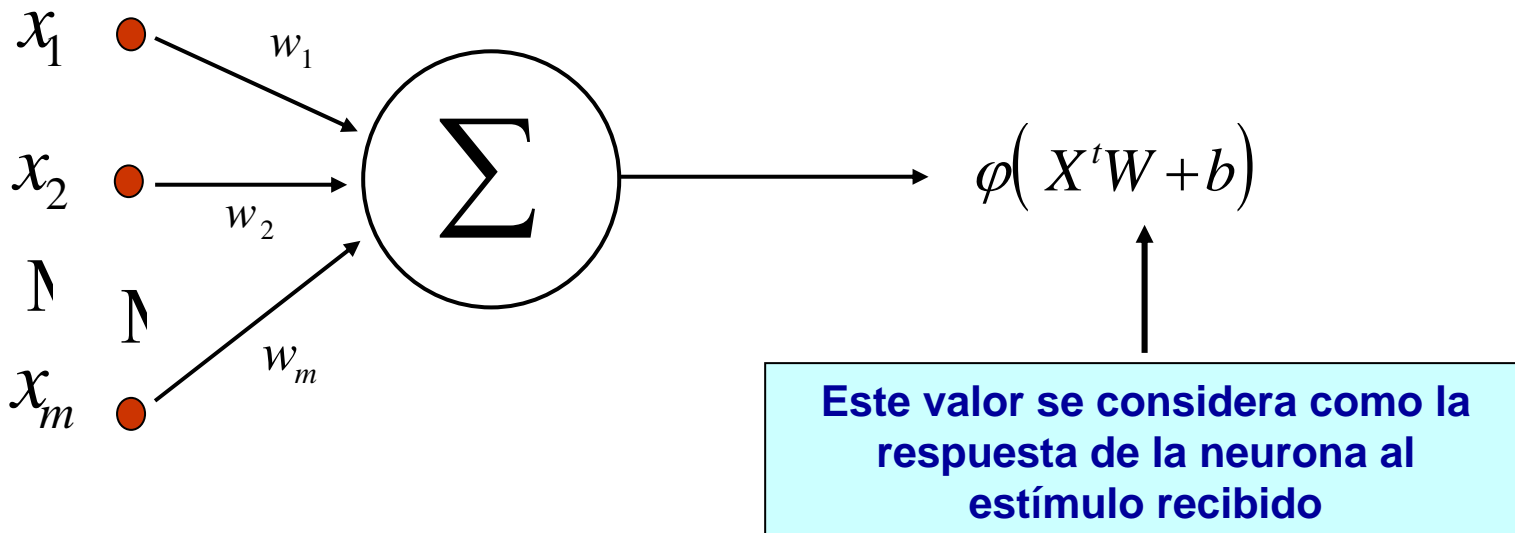 x₁
w₁
x₂
w₂
∑
φ( XᵗW + b)
xₘ
wₘ
Este valor se considera como la
respuesta de la neurona al
estímulo recibido